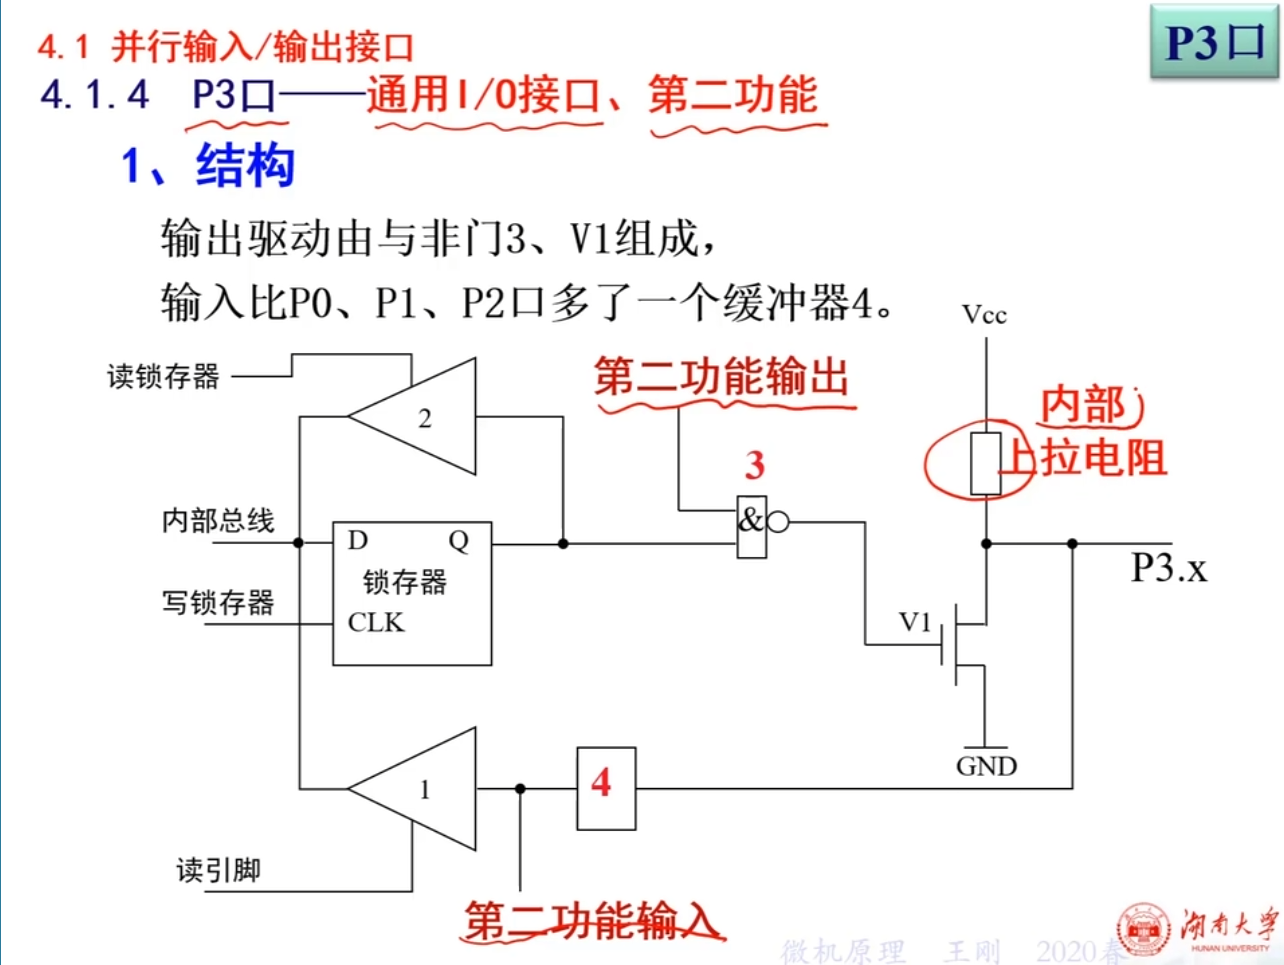 P3口
4.1 并行输入/输出接口
4.1.4 P3口——通用I/O接口、第二功能
1、结构
输出驱动由与非门3、V1组成，
输入比P0、P1、P2口多了一个缓冲器4。
Vcc
读锁存器
2
第二功能输出
内部
上拉电阻
3
&
内部总线
D
Q
锁存器
写锁存器
CLK
P3.x
V1
GND
1
4
读引脚
第二功能输入
湖南大学
HUNAN UNIVERSITY
微机原理 王刚 2020春